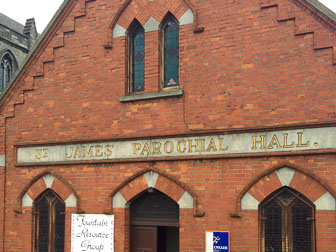 ST JAMES' PAROCHIAL HALL.
Fountain
Resource
Group